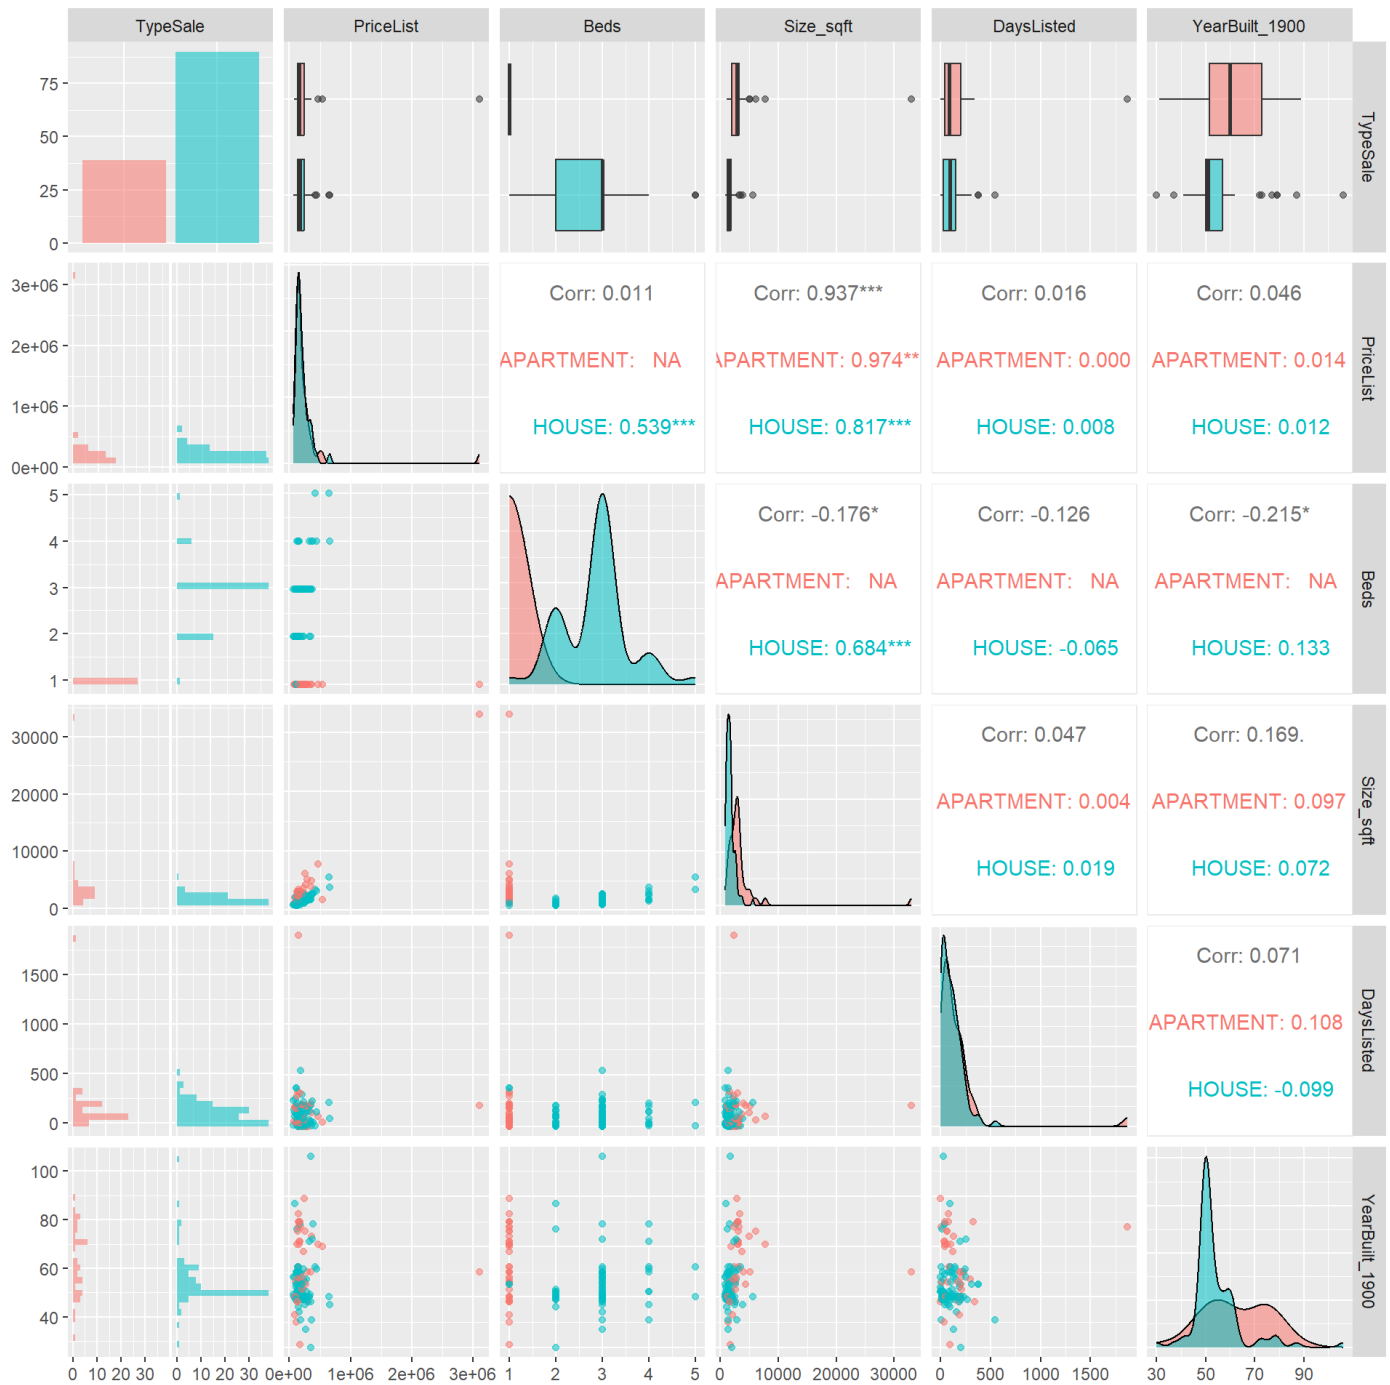 TypeSale PriceList Beds Size_sqft DaysListed YearBuilt_1900
75
50
25
0
TypeSale
3e+06
2e+06
1e+06
0e+00
Corr: 0.011 Corr: 0.937*** Corr: 0.016 Corr: 0.046
APARTMENT: NA APARTMENT: 0.974** APARTMENT: 0.000 APARTMENT: 0.014
HOUSE: 0.539*** HOUSE: 0.817*** HOUSE: 0.008 HOUSE: 0.012
PriceList
5
4
3
2
1
Corr: -0.176* Corr: -0.126 Corr: -0.215*
APARTMENT: NA APARTMENT: NA APARTMENT: NA
HOUSE: 0.684*** HOUSE: -0.065 HOUSE: 0.133
Beds
30000
20000
10000
0
Corr: 0.047 Corr: 0.169.
APARTMENT: 0.004 APARTMENT: 0.097
HOUSE: 0.019 HOUSE: 0.072
Size_sqft
1500
1000
500
0
Corr: 0.071
APARTMENT: 0.108
HOUSE: -0.099
DaysListed
100
80
60
40
YearBuilt_1900
0 10 20 30 0 10 20 30 0e+00 1e+06 2e+06 3e+06 1 2 3 4 5 0 10000 20000 30000 0 500 1000 1500 30 50 70 90